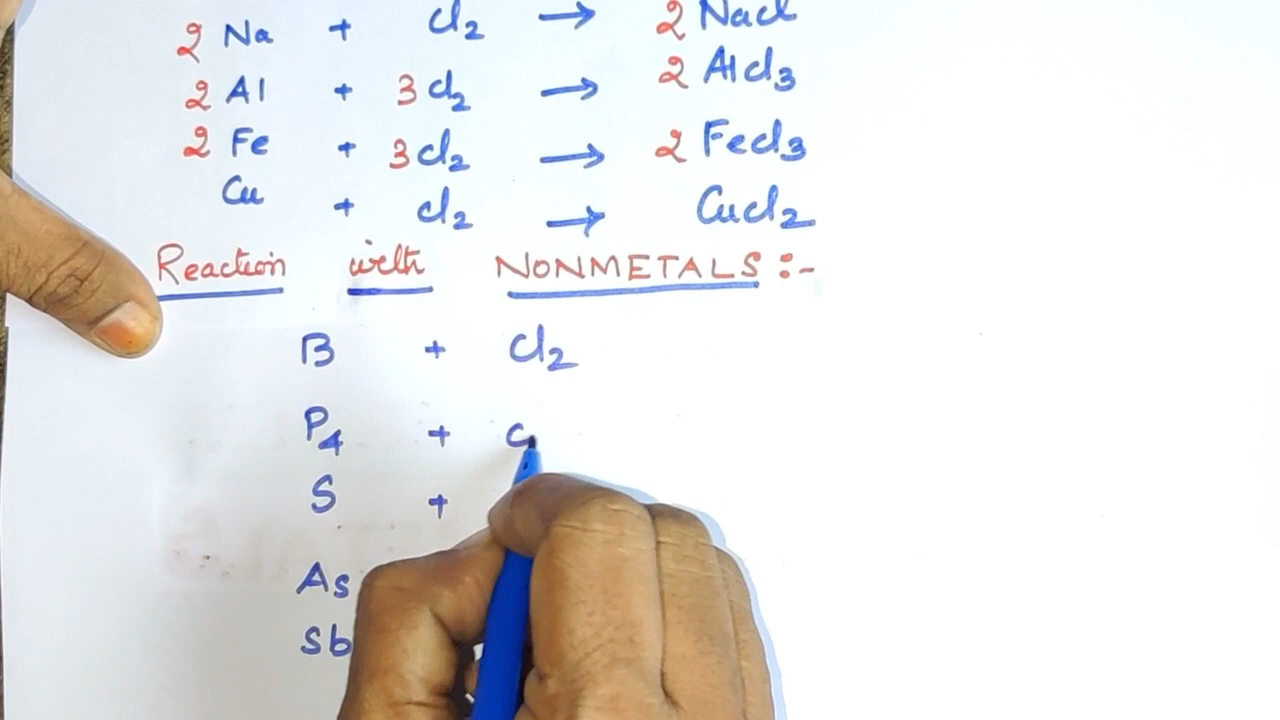 2 Na + Cl2 → 2 NaCl
2 Al + 3 Cl2 → 2 AlCl3
2 Fe + 3 Cl2 → 2 FeCl3
Cu + Cl2 → CuCl2
Reaction with NONMETALS :-
B + Cl2
P4 + C
S +
As
Sb